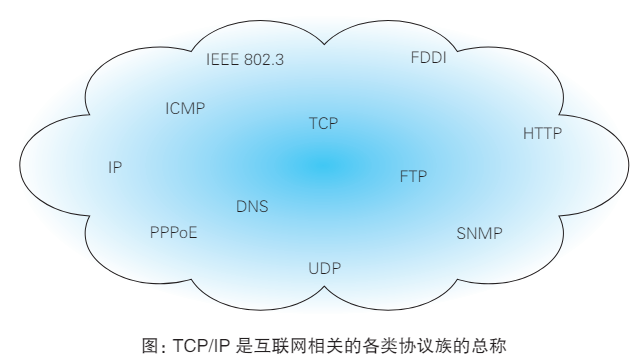 IEEE 802.3
FDDI
ICMP
TCP
HTTP
IP
FTP
DNS
PPPoE
SNMP
UDP
图：TCP/IP 是互联网相关的各类协议族的总称